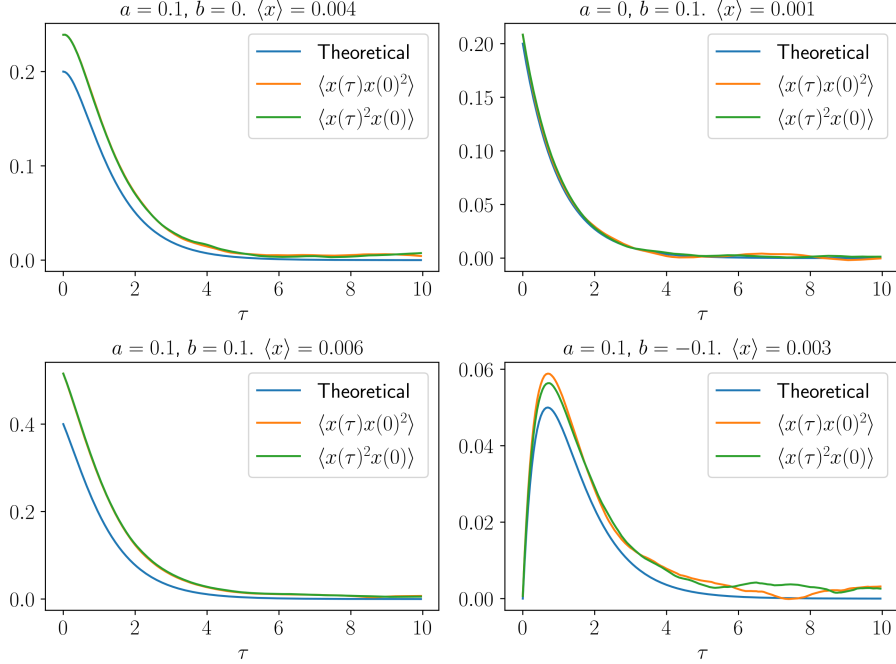 a = 0.1, b = 0. ⟨x⟩ = 0.004
0.2
0.1
0.0
0 2 4 6 8 10
τ
Theoretical
⟨x(τ)x(0)²⟩
⟨x(τ)²x(0)⟩
a = 0, b = 0.1. ⟨x⟩ = 0.001
0.20
0.15
0.10
0.05
0.00
0 2 4 6 8 10
τ
Theoretical
⟨x(τ)x(0)²⟩
⟨x(τ)²x(0)⟩
a = 0.1, b = 0.1. ⟨x⟩ = 0.006
0.4
0.2
0.0
0 2 4 6 8 10
τ
Theoretical
⟨x(τ)x(0)²⟩
⟨x(τ)²x(0)⟩
a = 0.1, b = −0.1. ⟨x⟩ = 0.003
0.06
0.04
0.02
0.00
0 2 4 6 8 10
τ
Theoretical
⟨x(τ)x(0)²⟩
⟨x(τ)²x(0)⟩